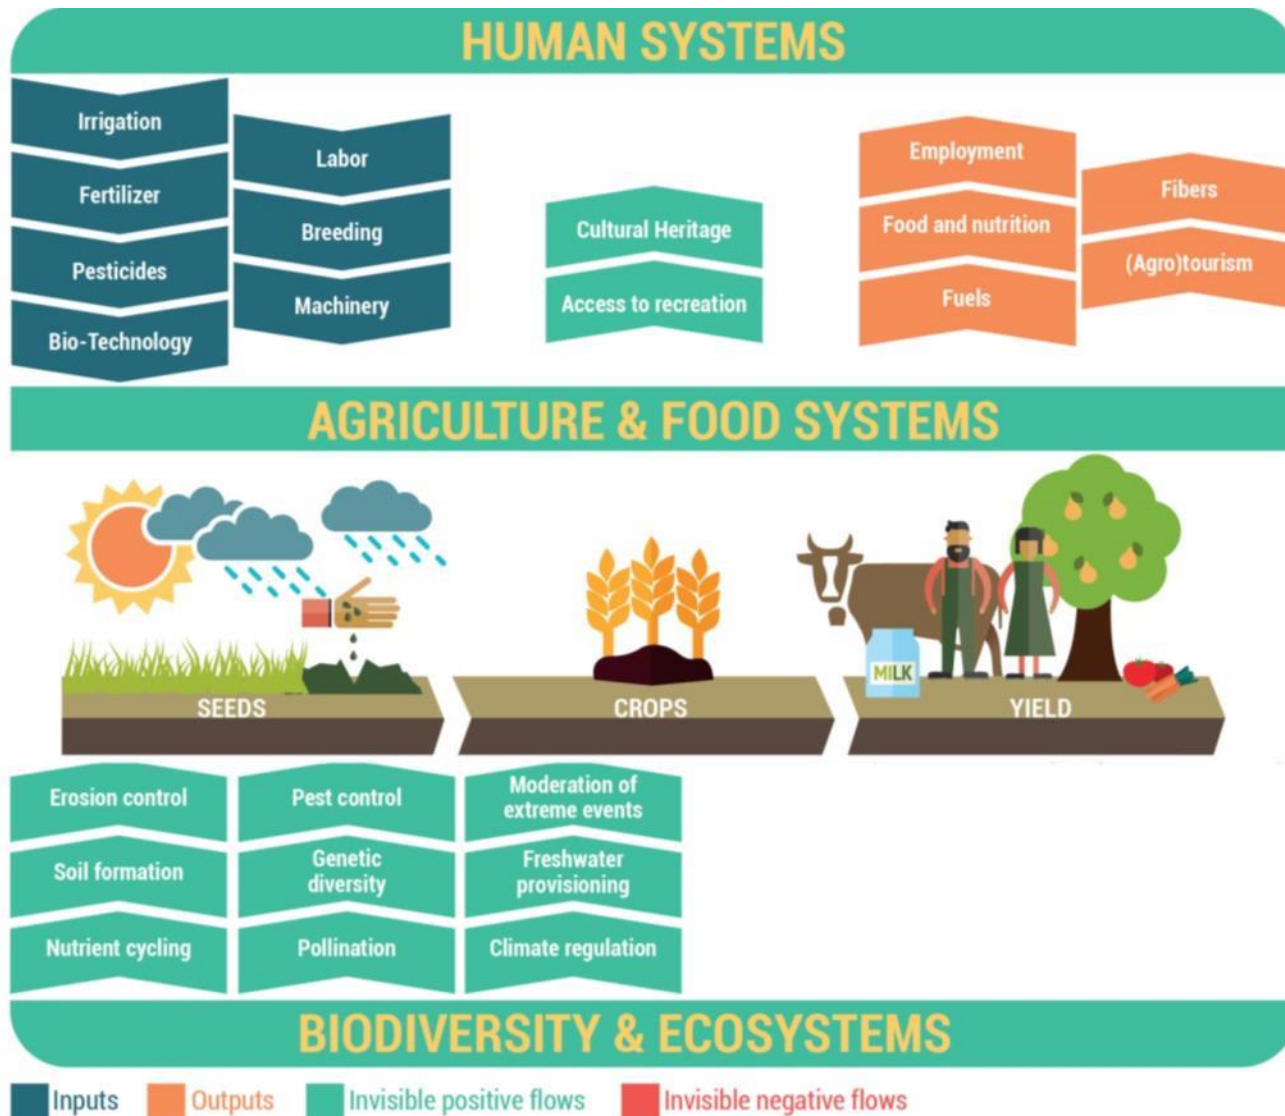 HUMAN SYSTEMS
Irrigation
Fertilizer
Pesticides
Bio-Technology
Labor
Breeding
Machinery
Cultural Heritage
Access to recreation
Employment
Food and nutrition
Fuels
Fibers
(Agro)tourism
AGRICULTURE & FOOD SYSTEMS
MILK
SEEDS
CROPS
YIELD
Erosion control
Soil formation
Nutrient cycling
Pest control
Genetic
diversity
Pollination
Moderation of
extreme events
Freshwater
provisioning
Climate regulation
BIODIVERSITY & ECOSYSTEMS
Inputs
Outputs
Invisible positive flows
Invisible negative flows